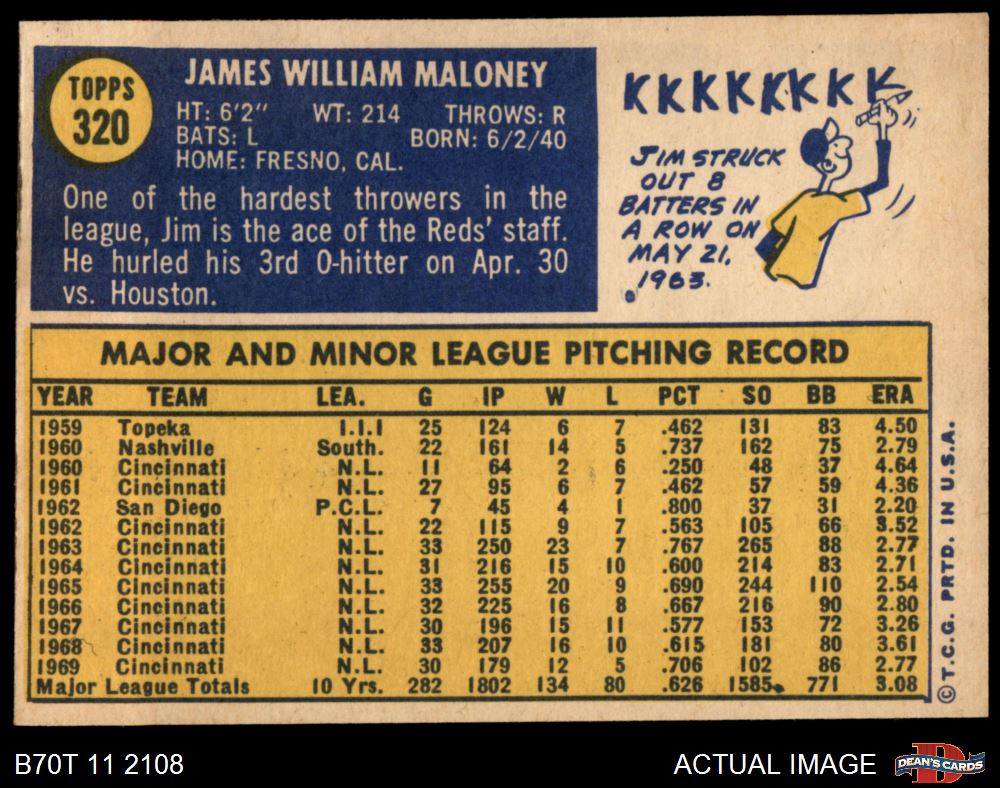 TOPPS
320
JAMES WILLIAM MALONEY
HT: 6'2" WT: 214 THROWS: R
BATS: L BORN: 6/2/40
HOME: FRESNO, CAL.
One of the hardest throwers in the
league, Jim is the ace of the Reds' staff.
He hurled his 3rd 0-hitter on Apr. 30
vs. Houston.
KKKKKKKK
JIM STRUCK
OUT 8
BATTERS IN
A ROW ON
MAY 21,
1963.
MAJOR AND MINOR LEAGUE PITCHING RECORD
YEAR TEAM LEA. G IP W L PCT SO BB ERA
1959 Topeka I.I.I 25 124 6 7 .462 131 83 4.50
1960 Nashville South. 22 161 14 5 .737 162 75 2.79
1960 Cincinnati N.L. 11 64 2 6 .250 48 37 4.64
1961 Cincinnati N.L. 27 95 6 7 .462 57 59 4.36
1962 San Diego P.C.L. 7 45 4 1 .800 37 31 2.20
1962 Cincinnati N.L. 22 115 9 7 .563 105 66 3.52
1963 Cincinnati N.L. 33 250 23 7 .767 265 88 2.77
1964 Cincinnati N.L. 31 216 15 10 .600 214 83 2.71
1965 Cincinnati N.L. 33 255 20 9 .690 244 110 2.54
1966 Cincinnati N.L. 32 225 16 8 .667 216 90 2.80
1967 Cincinnati N.L. 30 196 15 11 .577 153 72 3.26
1968 Cincinnati N.L. 33 207 16 10 .615 181 80 3.61
1969 Cincinnati N.L. 30 179 12 5 .706 102 86 2.77
Major League Totals 10 Yrs. 282 1802 134 80 .626 1585 771 3.08
© T.C.G. PRTD. IN U.S.A.
B70T 11 2108
ACTUAL IMAGE
D
DEAN'S CARDS